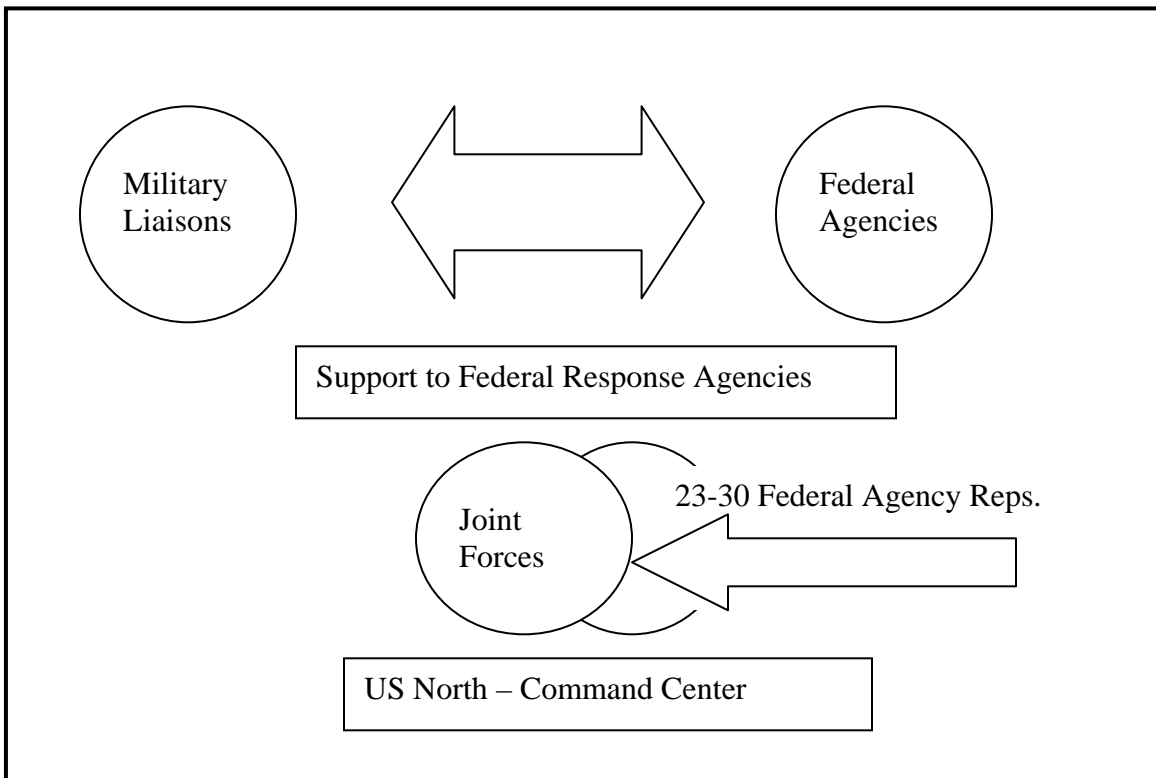 Military
Liaisons
Federal
Agencies
Support to Federal Response Agencies
23-30 Federal Agency Reps.
Joint
Forces
US North – Command Center